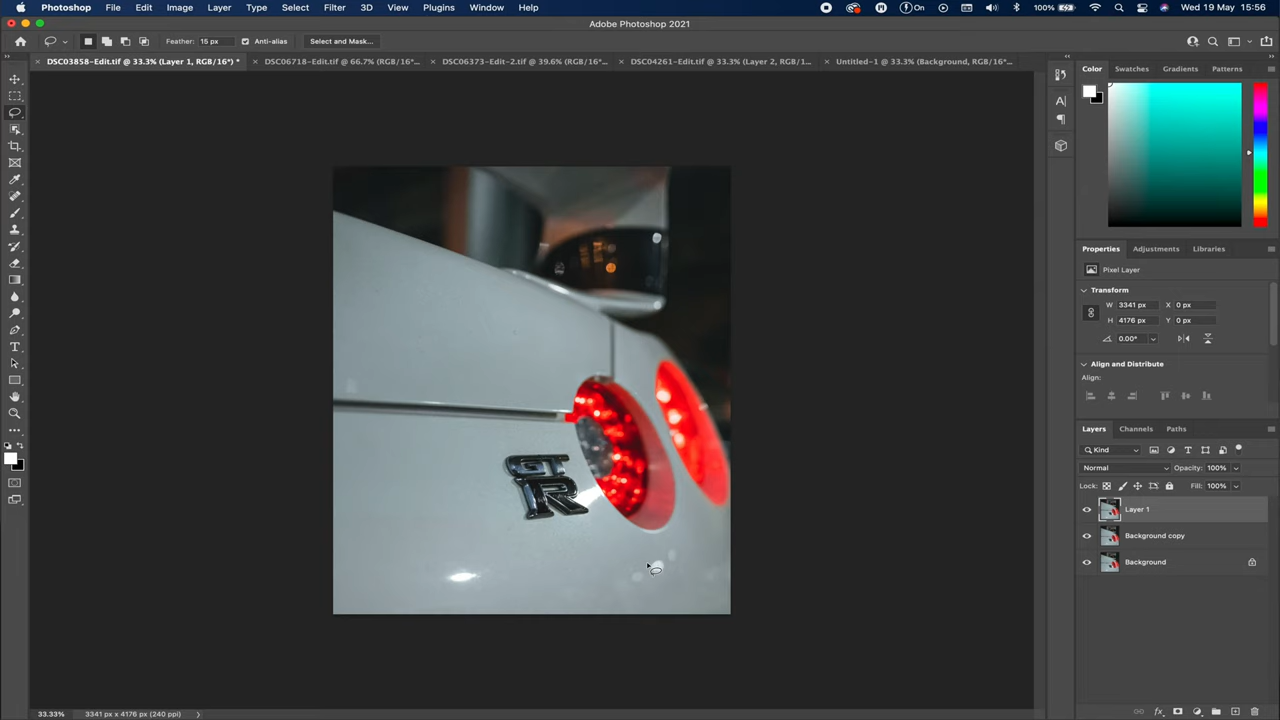 Photoshop File Edit Image Layer Type Select Filter 3D View Plugins Window Help On 100% Wed 19 May 15:56
Adobe Photoshop 2021
Feather: 15 px Anti-alias Select and Mask...
DSC03858-Edit.tif @ 33.3% (Layer 1, RGB/16*) * DSC06718-Edit.tif @ 66.7% (RGB/16*... DSC06373-Edit-2.tif @ 39.6% (RGB/16*... DSC04261-Edit.tif @ 33.3% (Layer 2, RGB/1... Untitled-1 @ 33.3% (Background, RGB/16*...
Color Swatches Gradients Patterns
Properties Adjustments Libraries
Pixel Layer
Transform
W 3341 px X 0 px
H 4176 px Y 0 px
0.00°
Align and Distribute
Align:
Layers Channels Paths
Kind
Normal Opacity: 100%
Lock: Fill: 100%
Layer 1
Background copy
Background
GT
R
33.33% 3341 px x 4176 px (240 ppi)